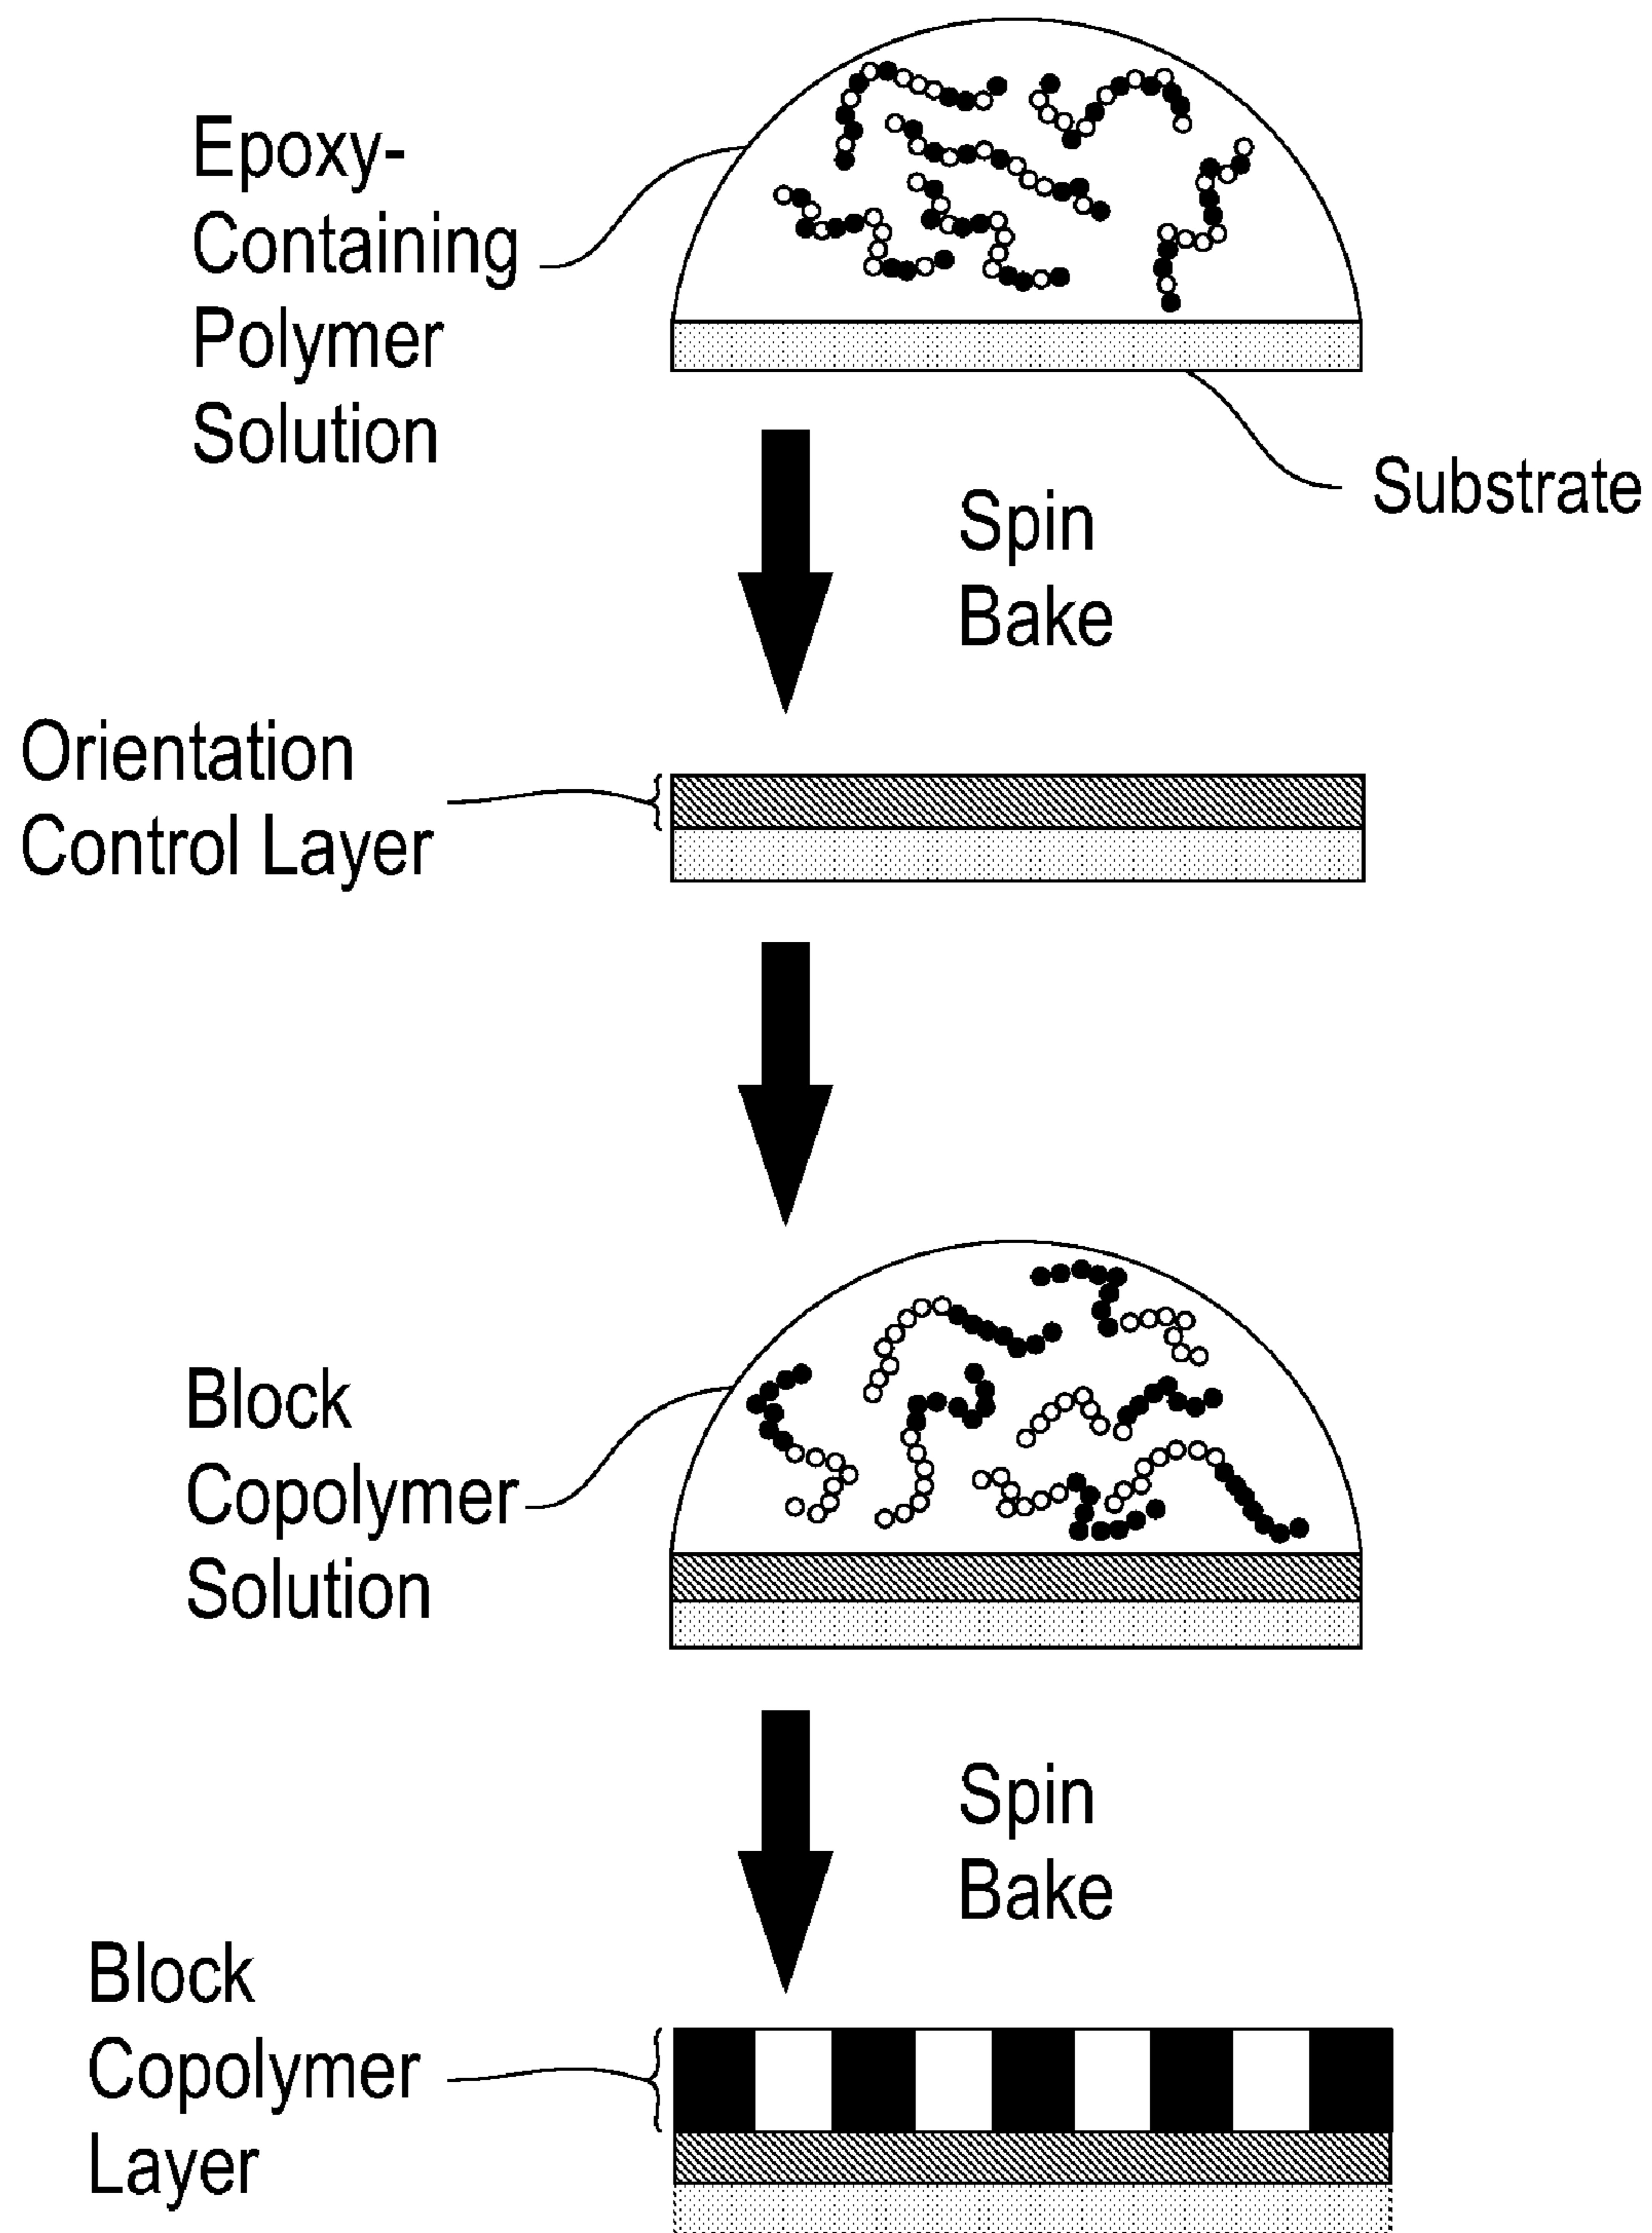 Epoxy-
Containing
Polymer
Solution
Substrate
Spin
Bake
Orientation
Control Layer
Block
Copolymer
Solution
Spin
Bake
Block
Copolymer
Layer